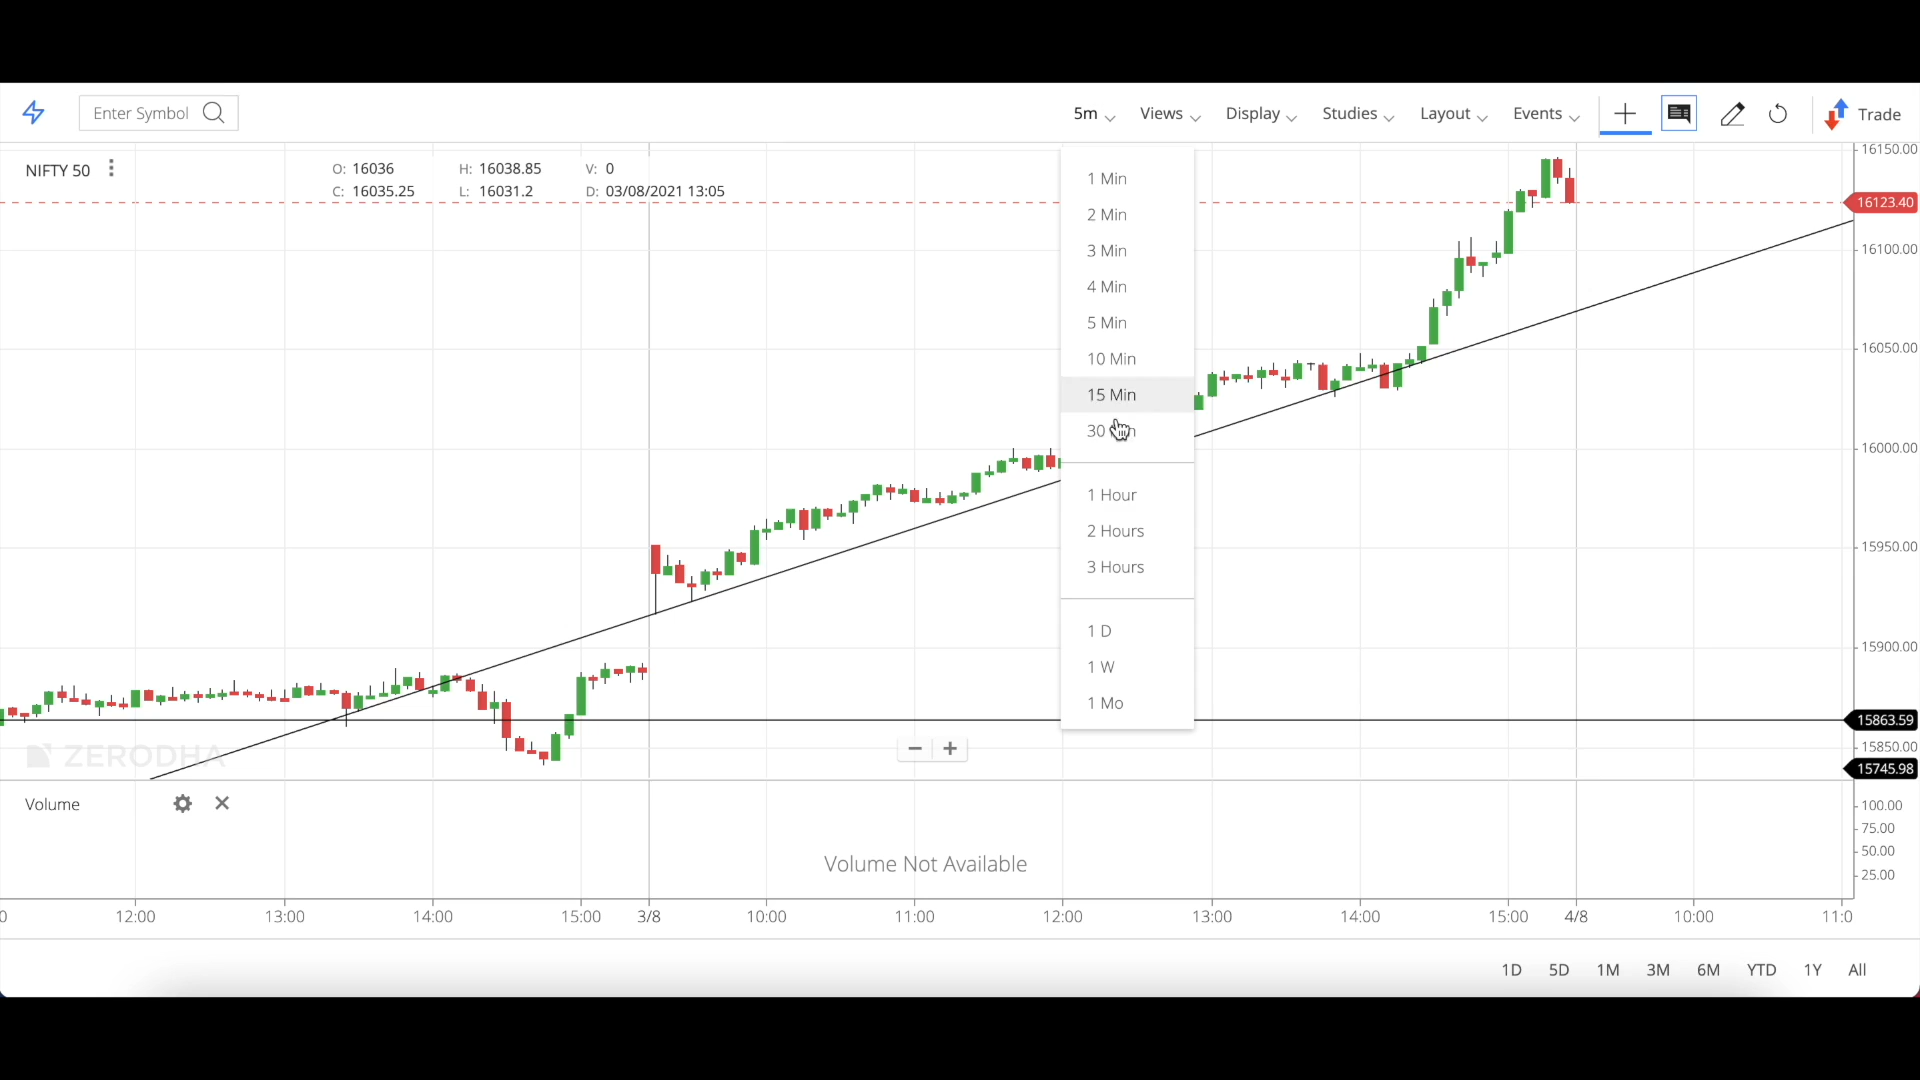 Enter Symbol
5m
Views
Display
Studies
Layout
Events
Trade
NIFTY 50
O: 16036 H: 16038.85 V: 0
C: 16035.25 L: 16031.2 D: 03/08/2021 13:05
1 Min
2 Min
3 Min
4 Min
5 Min
10 Min
15 Min
30
1 Hour
2 Hours
3 Hours
1 D
1 W
1 Mo
16150.00
16123.40
16100.00
16050.00
16000.00
15950.00
15900.00
15863.59
15850.00
15745.98
ZERODHA
Volume
Volume Not Available
100.00
75.00
50.00
25.00
12:00 13:00 14:00 15:00 3/8 10:00 11:00 12:00 13:00 14:00 15:00 4/8 10:00 11:0
1D 5D 1M 3M 6M YTD 1Y All